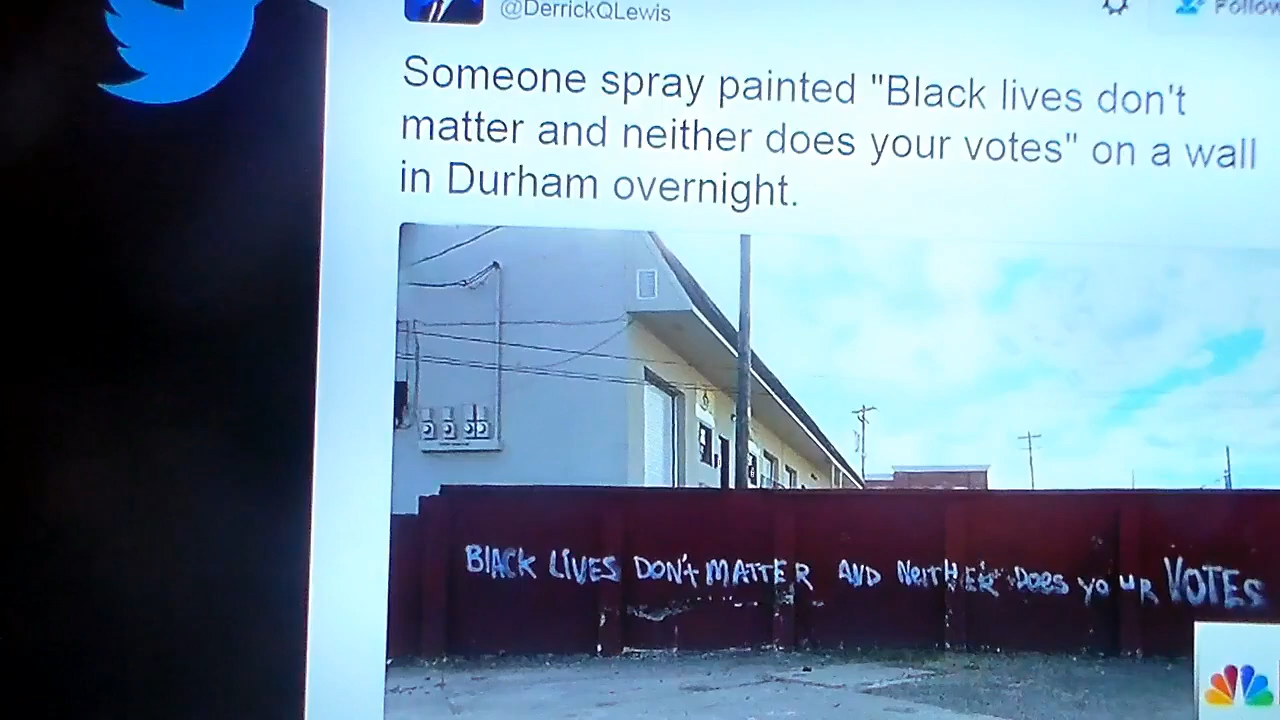 @DerrickQLewis
Follow
Someone spray painted "Black lives don't
matter and neither does your votes" on a wall
in Durham overnight.
BLACK LIVES DON't MATTER AND NEITHER DOES yoUR VOTES